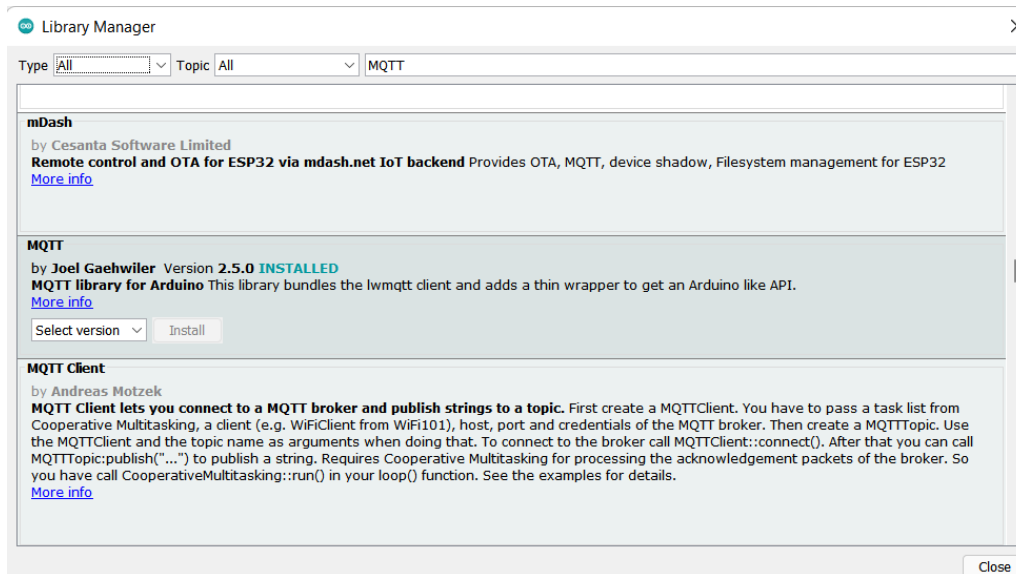 Library Manager
Type All Topic All MQTT
mDash
by Cesanta Software Limited
Remote control and OTA for ESP32 via mdash.net IoT backend Provides OTA, MQTT, device shadow, Filesystem management for ESP32
More info
MQTT
by Joel Gaehwiler Version 2.5.0 INSTALLED
MQTT library for Arduino This library bundles the lwmqtt client and adds a thin wrapper to get an Arduino like API.
More info
Select version Install
MQTT Client
by Andreas Motzek
MQTT Client lets you connect to a MQTT broker and publish strings to a topic. First create a MQTTClient. You have to pass a task list from
Cooperative Multitasking, a client (e.g. WiFiClient from WiFi101), host, port and credentials of the MQTT broker. Then create a MQTTTopic. Use
the MQTTClient and the topic name as arguments when doing that. To connect to the broker call MQTTClient::connect(). After that you can call
MQTTTopic:publish("...") to publish a string. Requires Cooperative Multitasking for processing the acknowledgement packets of the broker. So
you have call CooperativeMultitasking::run() in your loop() function. See the examples for details.
More info
Close